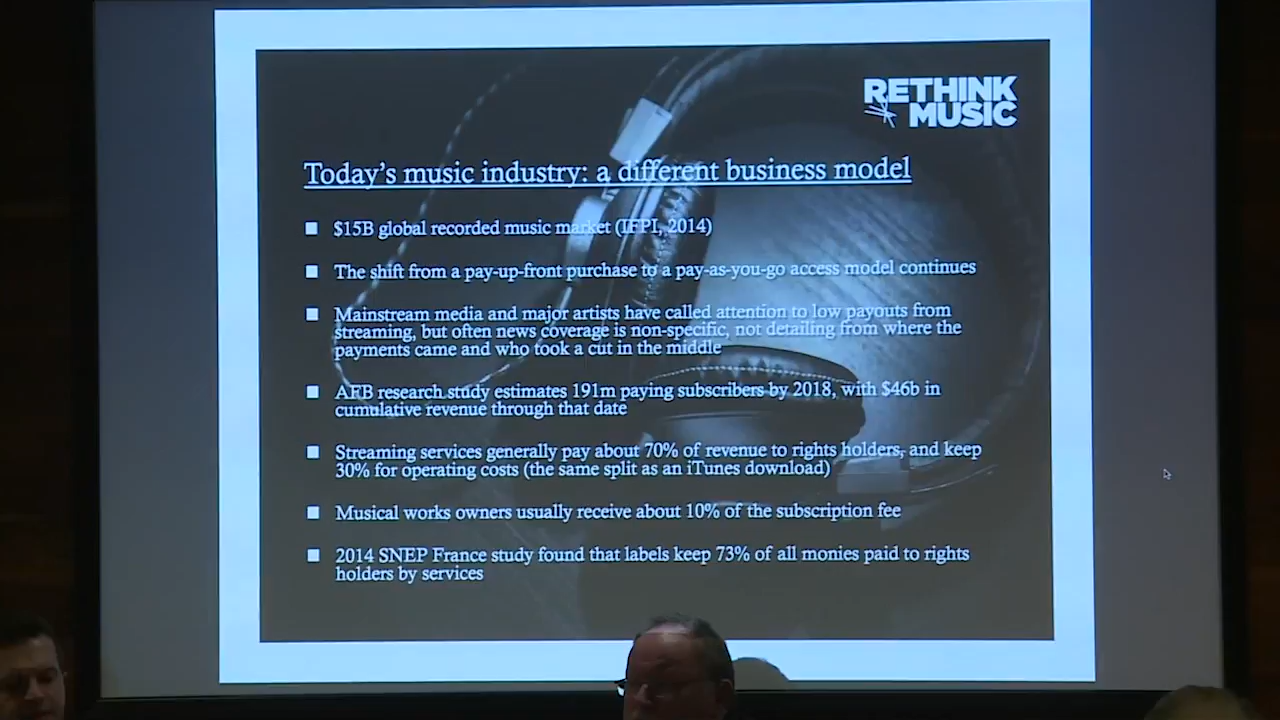 RETHINK
MUSIC
Today's music industry: a different business model
$15B global recorded music market (IFPI, 2014)
The shift from a pay-up-front purchase to a pay-as-you-go access model continues
Mainstream media and major artists have called attention to low payouts from
streaming, but often news coverage is non-specific, not detailing from where the
payments came and who took a cut in the middle
AFB research study estimates 191m paying subscribers by 2018, with $46b in
cumulative revenue through that date
Streaming services generally pay about 70% of revenue to rights holders, and keep
30% for operating costs (the same split as an iTunes download)
Musical works owners usually receive about 10% of the subscription fee
2014 SNEP France study found that labels keep 73% of all monies paid to rights
holders by services